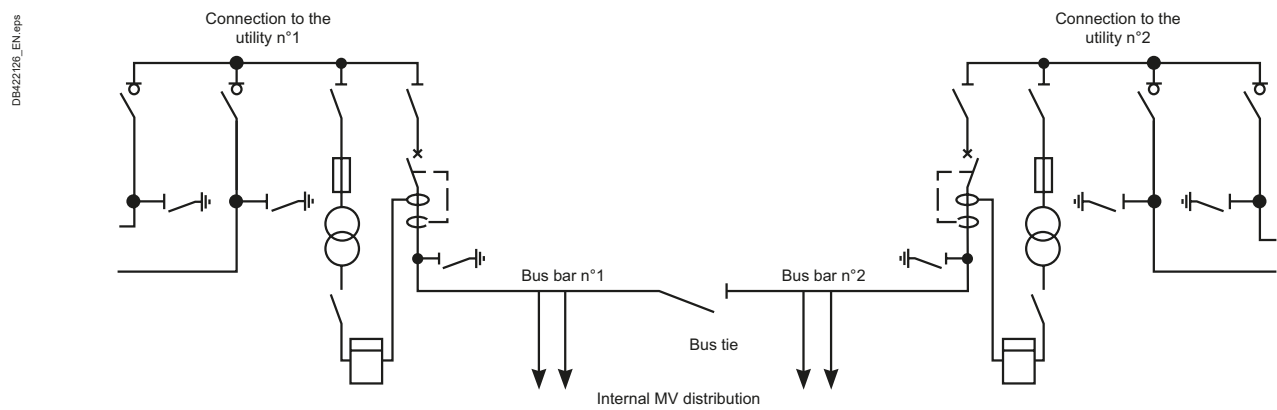 DB422126_EN.eps
Connection to the
utility n°1
Connection to the
utility n°2
Bus bar n°1
Bus bar n°2
Bus tie
Internal MV distribution